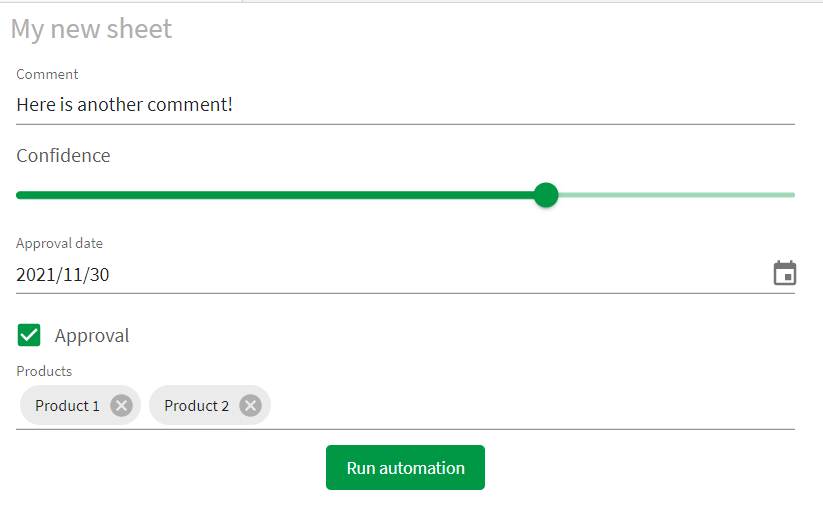 My new sheet
Comment
Here is another comment!
Confidence
Approval date
2021/11/30
Approval
Products
Product 1 Product 2
Run automation